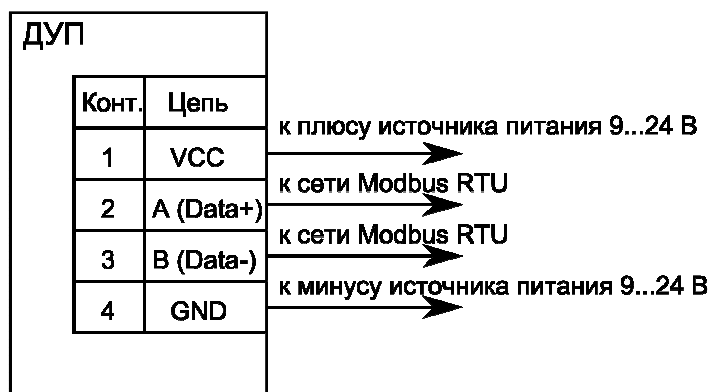 ДУП
Конт. Цепь
к плюсу источника питания 9...24 В
1 VCC
к сети Modbus RTU
2 A (Data+)
к сети Modbus RTU
3 B (Data-)
к минусу источника питания 9...24 В
4 GND